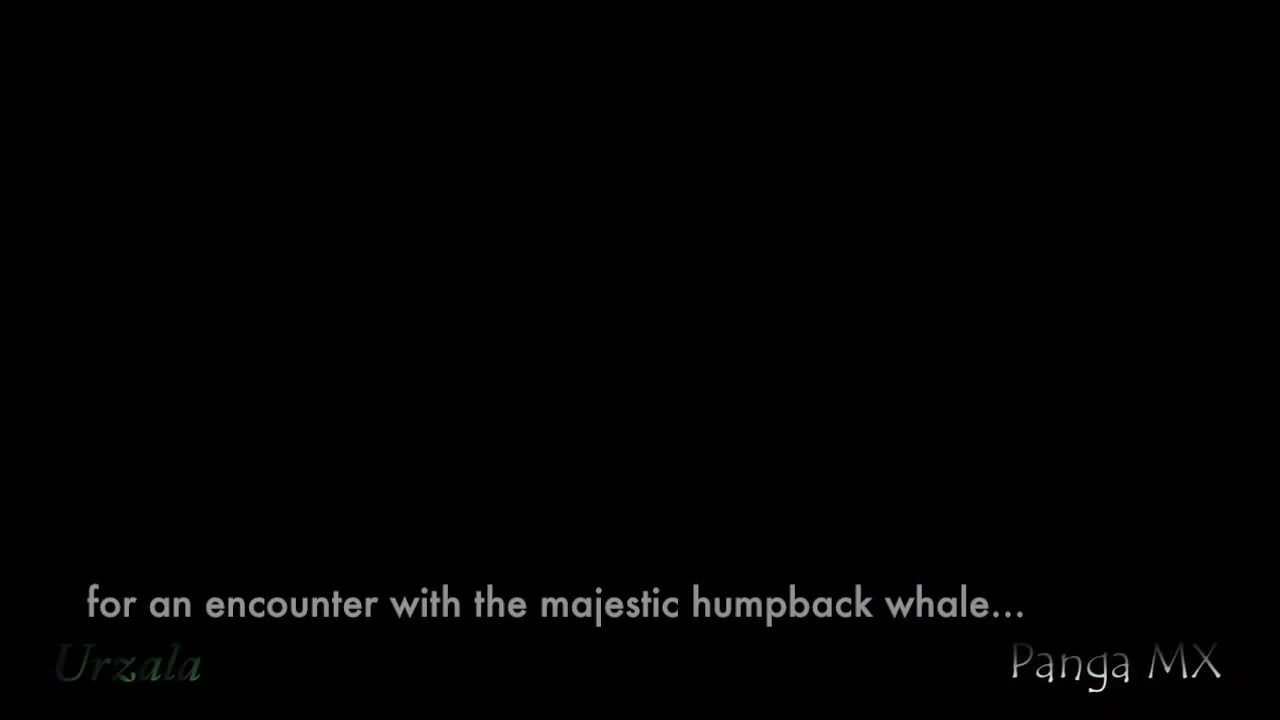 for an encounter with the majestic humpback whale...
Urzala
Panga MX